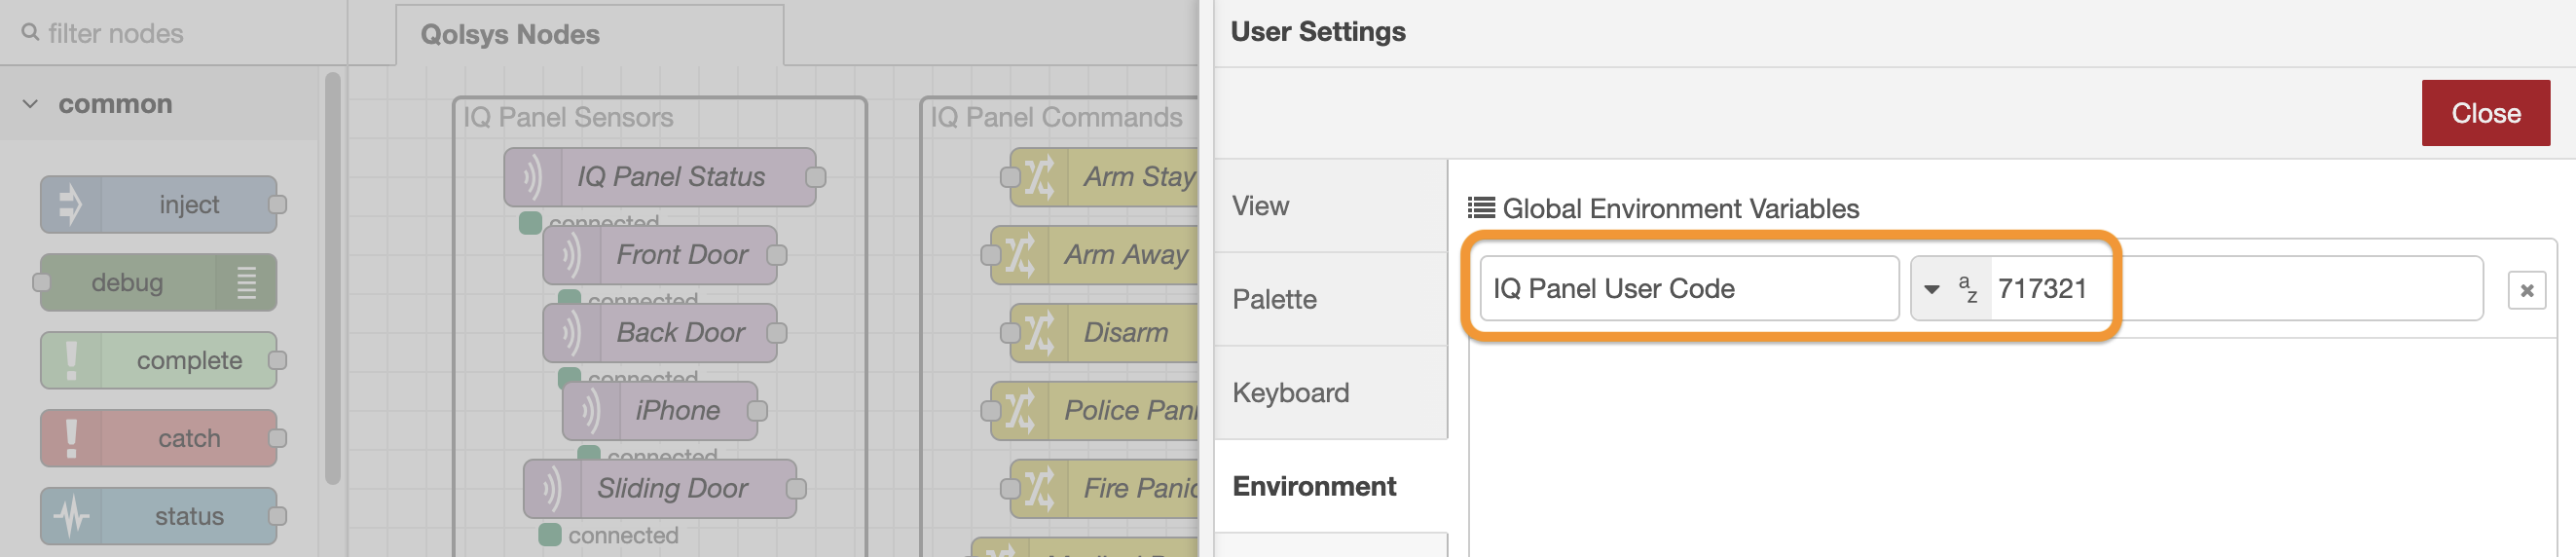 filter nodes
common
inject
debug
complete
catch
status
Qolsys Nodes
IQ Panel Sensors
IQ Panel Status
connected
Front Door
connected
Back Door
connected
iPhone
connected
Sliding Door
connected
IQ Panel Commands
Arm Stay
Arm Away
Disarm
Police Pani
Fire Panic
User Settings
Close
View
Palette
Keyboard
Environment
Global Environment Variables
IQ Panel User Code
az 717321